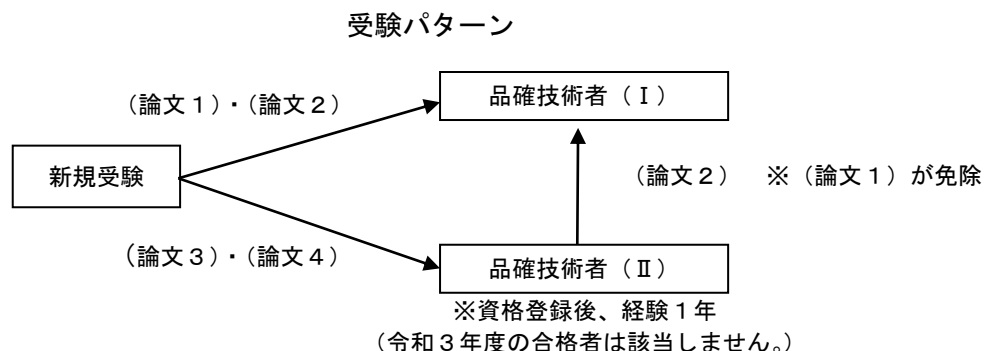 受験パターン
品確技術者（Ⅰ）
（論文１）・（論文２）
新規受験
（論文２）　※（論文１）が免除
（論文３）・（論文４）
品確技術者（Ⅱ）
※資格登録後、経験１年
（令和３年度の合格者は該当しません。）